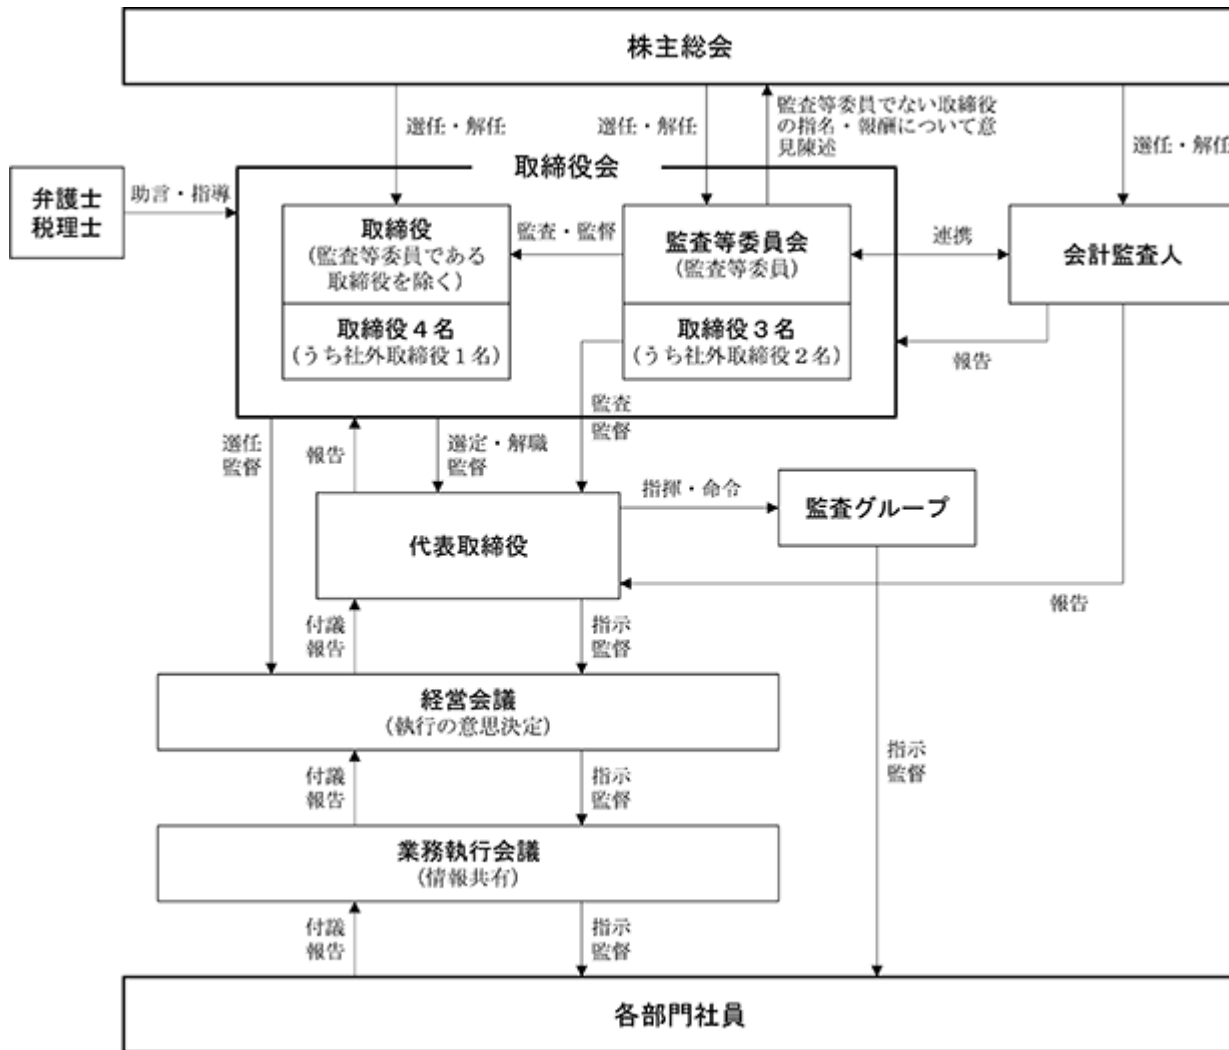 株主総会
選任・解任
選任・解任
監査等委員でない取締役
の指名・報酬について意
見陳述
選任・解任
取締役会
弁護士
税理士
助言・指導
取締役
(監査等委員である
取締役を除く)
監査・監督
監査等委員会
(監査等委員)
連携
会計監査人
取締役4名
(うち社外取締役1名)
取締役3名
(うち社外取締役2名)
報告
監査
監督
選任
監督
報告
選定・解職
監督
指揮・命令
監査グループ
代表取締役
報告
付議
報告
指示
監督
経営会議
(執行の意思決定)
付議
報告
指示
監督
指示
監督
業務執行会議
(情報共有)
付議
報告
指示
監督
各部門社員